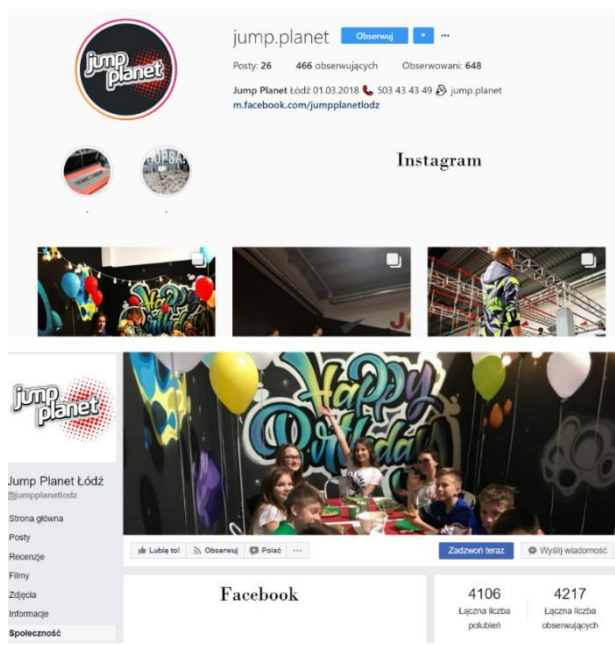 jump planet
jump.planet Obserwuj
Posty: 26 466 obserwujących Obserwowani: 648
Jump Planet Łódź 01.03.2018 503 43 43 49 jump.planet
m.facebook.com/jumpplanetlodz
Instagram
HOPSA!
Happy
Birthday
jump planet
Happy
Birthday
Jump Planet Łódź
@jumpplanetlodz
Strona główna
Posty
Recenzje
Filmy
Zdjęcia
Informacje
Społeczność
Lubię to! Obserwuj Poleć ...
Zadzwoń teraz Wyślij wiadomość
Facebook
4106 4217
Łączna liczba polubień
Łączna liczba obserwujących